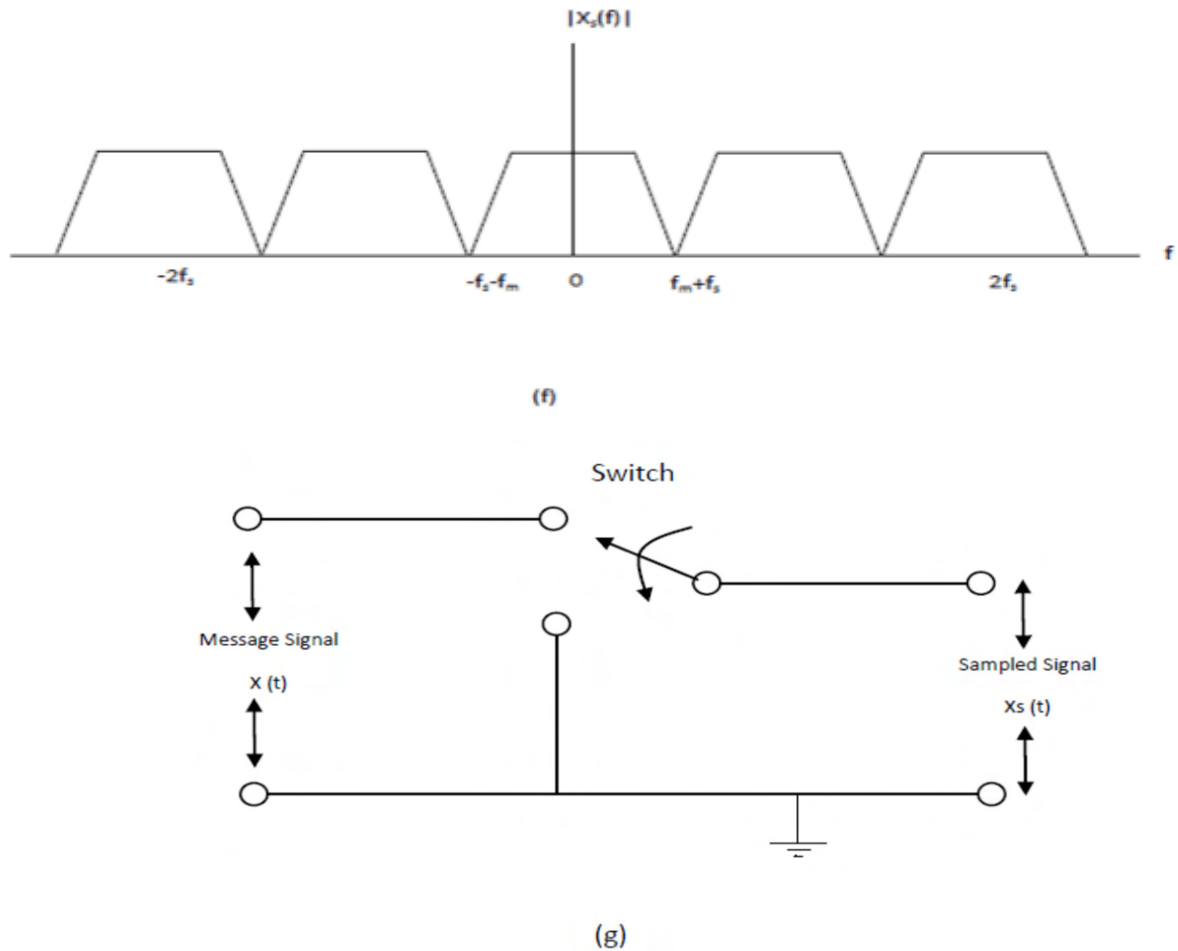 |Xₛ(f)|
-2fₛ -fₛ-fₘ 0 fₘ+fₛ 2fₛ f
(f)
Switch
Message Signal
X (t)
Sampled Signal
Xs (t)
(g)